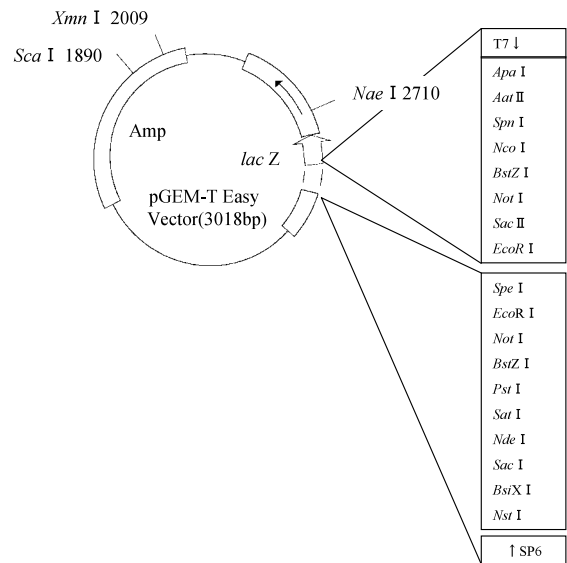 Xmn I 2009
Sca I 1890
Nae I 2710
Amp
lac Z
pGEM-T Easy
Vector(3018bp)
T7 ↓
Apa I
Aat II
Spn I
Nco I
BstZ I
Not I
Sac II
EcoR I
Spe I
EcoR I
Not I
BstZ I
Pst I
Sat I
Nde I
Sac I
BsiX I
Nst I
↑ SP6